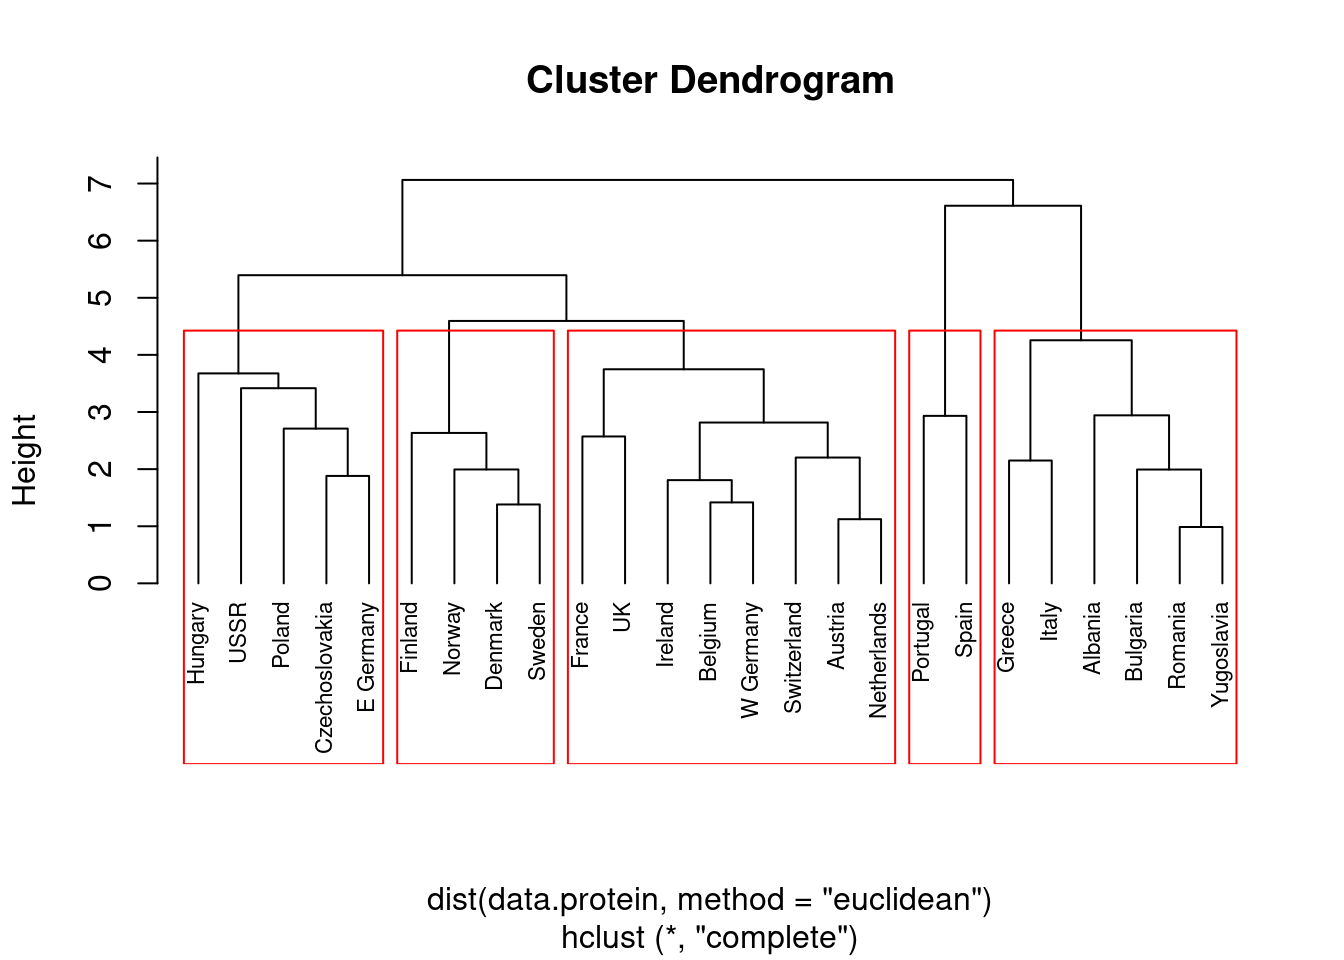 Cluster Dendrogram
Height
0
1
2
3
4
5
6
7
Hungary
USSR
Poland
Czechoslovakia
E Germany
Finland
Norway
Denmark
Sweden
France
UK
Ireland
Belgium
W Germany
Switzerland
Austria
Netherlands
Portugal
Spain
Greece
Italy
Albania
Bulgaria
Romania
Yugoslavia
dist(data.protein, method = "euclidean")
hclust (*, "complete")